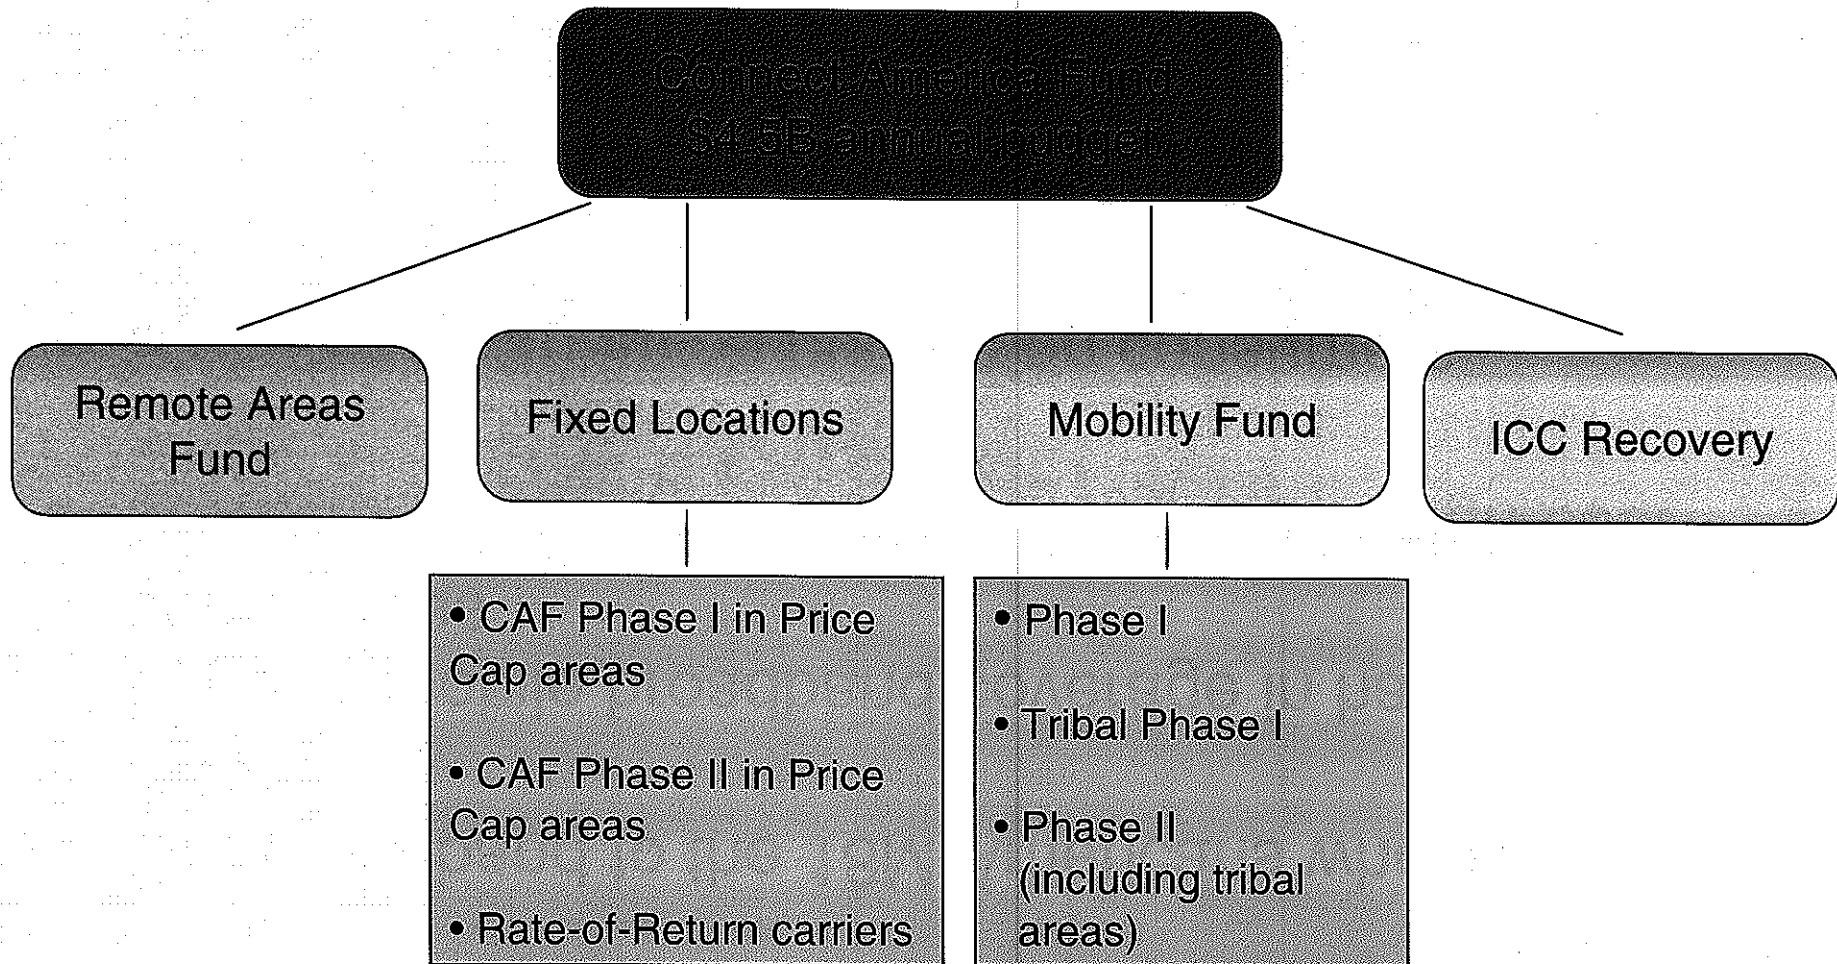 Connect America Fund
$4.5B annual budget
Remote Areas
Fund
Fixed Locations
Mobility Fund
ICC Recovery
• CAF Phase I in Price
Cap areas
• CAF Phase II in Price
Cap areas
• Rate-of-Return carriers
• Phase I
• Tribal Phase I
• Phase II
(including tribal
areas)